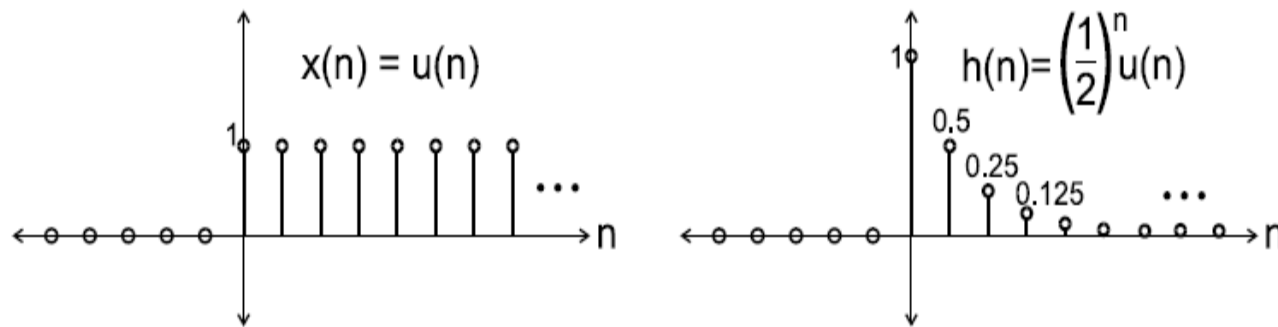 x(n) = u(n)
1
...
n
h(n)=(1/2)^n u(n)
1
0.5
0.25
0.125
...
n